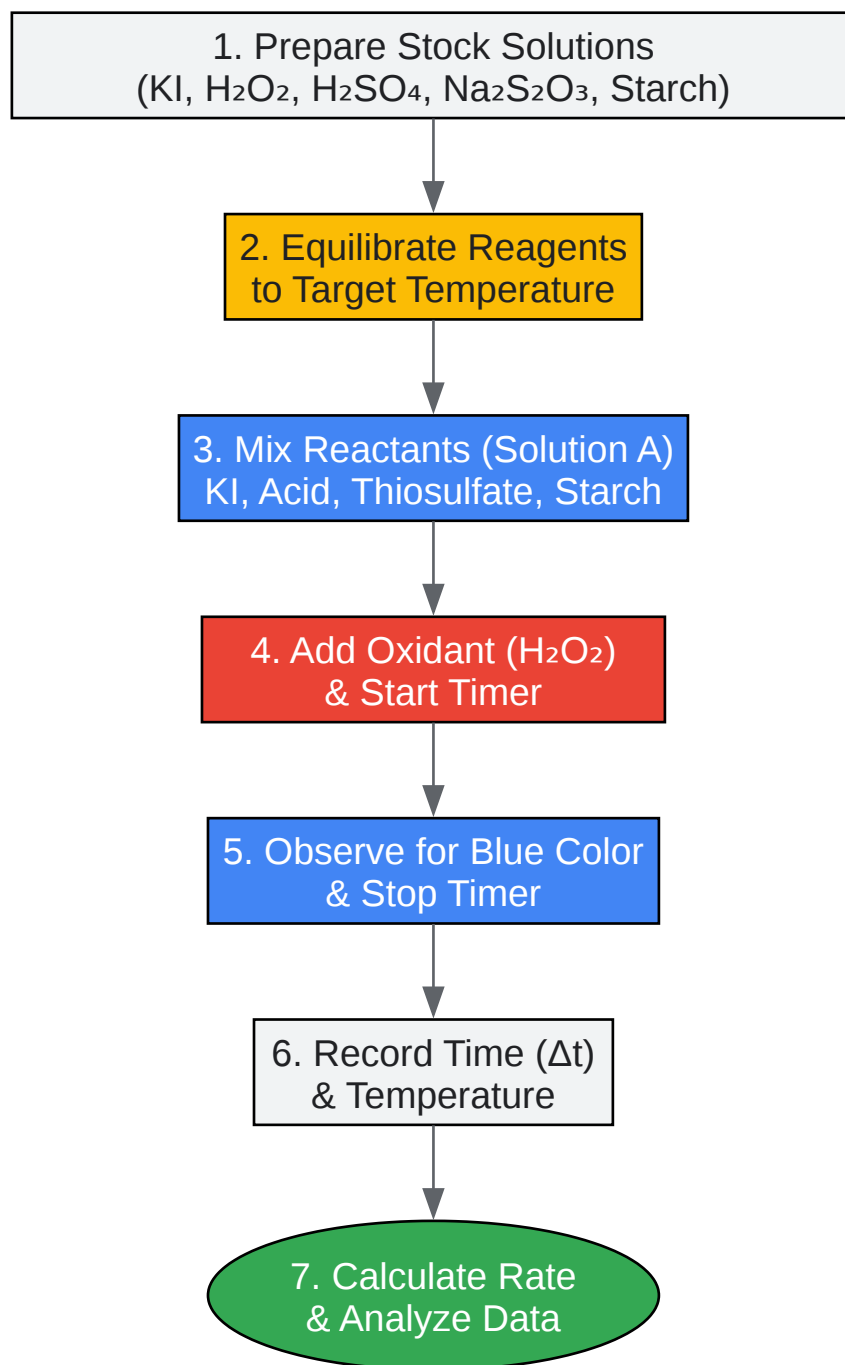 1. Prepare Stock Solutions
(KI, H₂O₂, H₂SO₄, Na₂S₂O₃, Starch)
2. Equilibrate Reagents
to Target Temperature
3. Mix Reactants (Solution A)
KI, Acid, Thiosulfate, Starch
4. Add Oxidant (H₂O₂)
& Start Timer
5. Observe for Blue Color
& Stop Timer
6. Record Time (Δt)
& Temperature
7. Calculate Rate
& Analyze Data